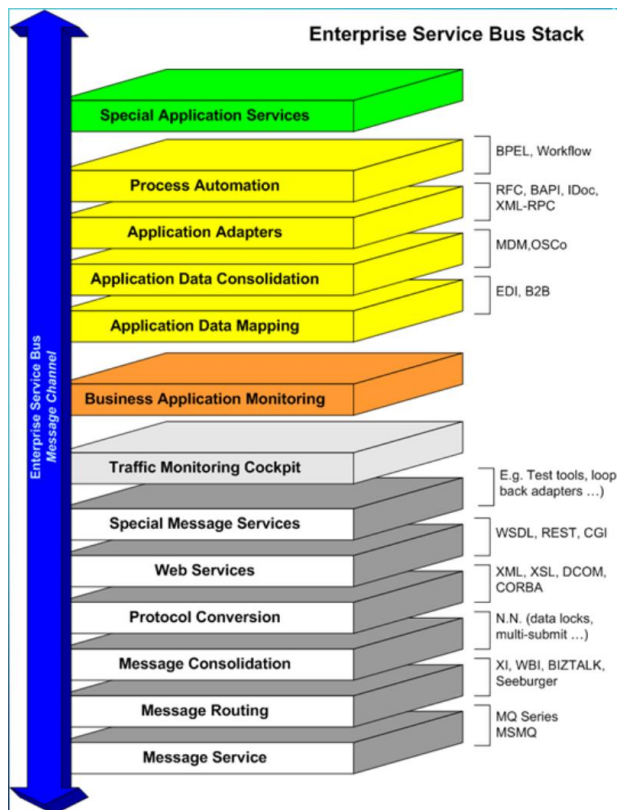 Enterprise Service Bus Stack
Special Application Services
BPEL, Workflow
Process Automation
RFC, BAPI, IDoc,
XML-RPC
Application Adapters
MDM,OSCo
Application Data Consolidation
EDI, B2B
Application Data Mapping
Business Application Monitoring
Enterprise Service Bus
Message Channel
Traffic Monitoring Cockpit
E.g. Test tools, loop
back adapters ...)
Special Message Services
WSDL, REST, CGI
Web Services
XML, XSL, DCOM,
CORBA
Protocol Conversion
N.N. (data locks,
multi-submit ...)
Message Consolidation
XI, WBI, BIZTALK,
Seeburger
Message Routing
MQ Series
MSMQ
Message Service